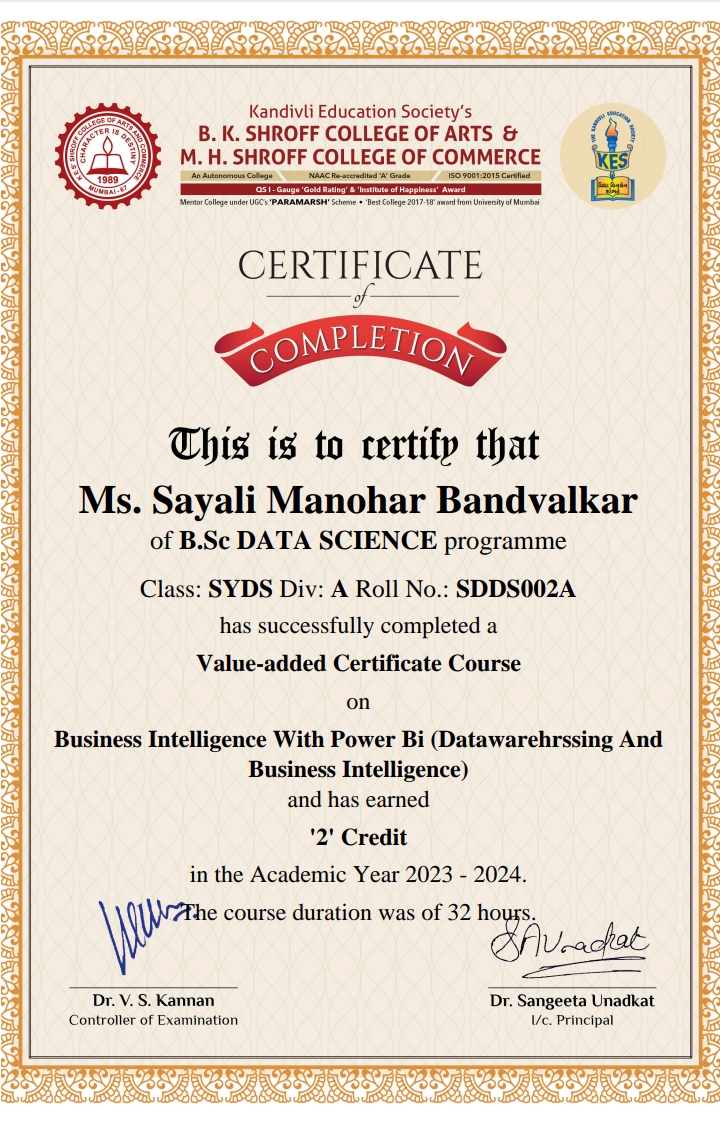 Kandivli Education Society's
B. K. SHROFF COLLEGE OF ARTS &
M. H. SHROFF COLLEGE OF COMMERCE
An Autonomous College NAAC Re-accredited 'A' Grade ISO 9001:2015 Certified
QS I - Gauge 'Gold Rating' & 'Institute of Happiness' Award
Mentor College under UGC's 'PARAMARSH' Scheme • 'Best College 2017-18' award from University of Mumbai
K E S' SHROFF COLLEGE OF ARTS AND COMMERCE
CHARACTER IS DESTINY
1989
MUMBAI - 67
THE KANDIVLI EDUCATION SOCIETY
KES
CERTIFICATE
of
COMPLETION
This is to certify that
Ms. Sayali Manohar Bandvalkar
of B.Sc DATA SCIENCE programme
Class: SYDS Div: A Roll No.: SDDS002A
has successfully completed a
Value-added Certificate Course
on
Business Intelligence With Power Bi (Datawarehrssing And
Business Intelligence)
and has earned
'2' Credit
in the Academic Year 2023 - 2024.
The course duration was of 32 hours.
SAUnadkat
Dr. V. S. Kannan
Controller of Examination
Dr. Sangeeta Unadkat
I/c. Principal